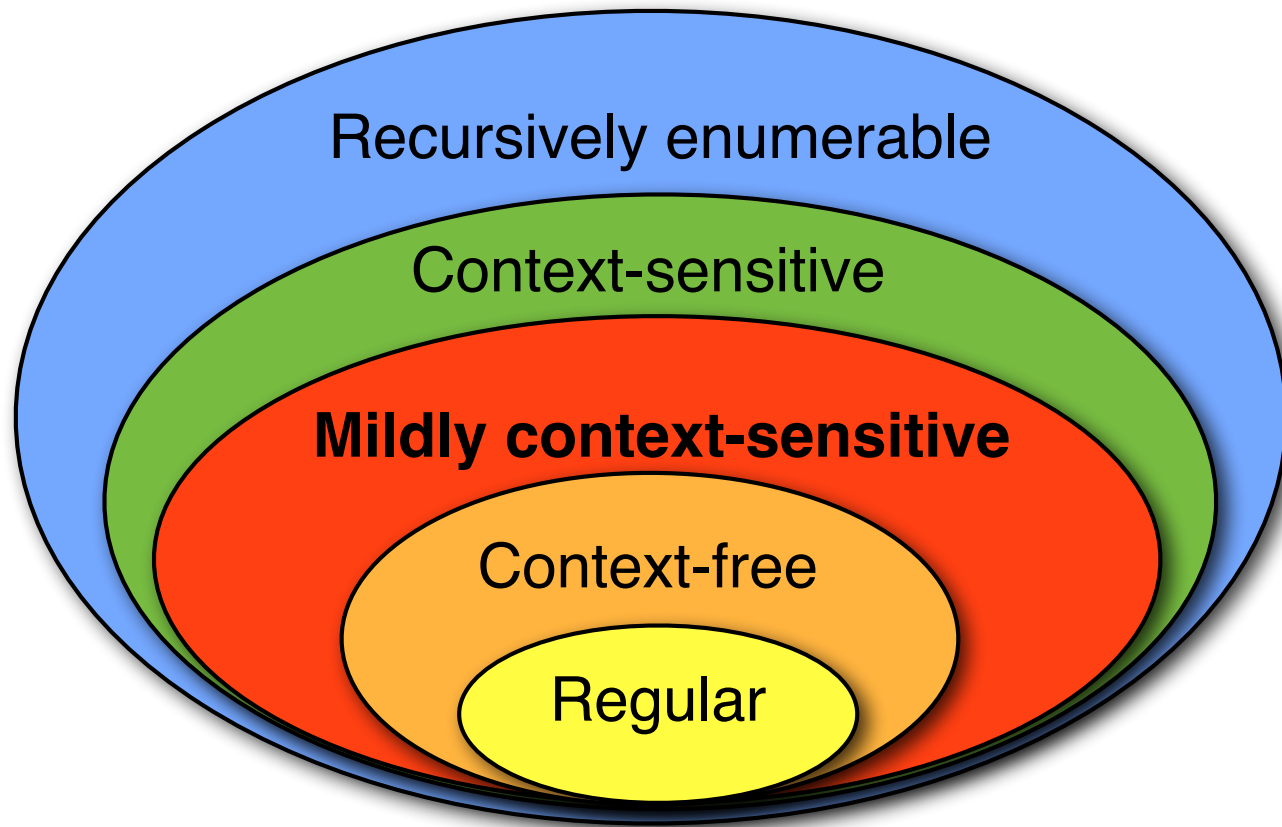 Recursively enumerable
Context-sensitive
Mildly context-sensitive
Context-free
Regular